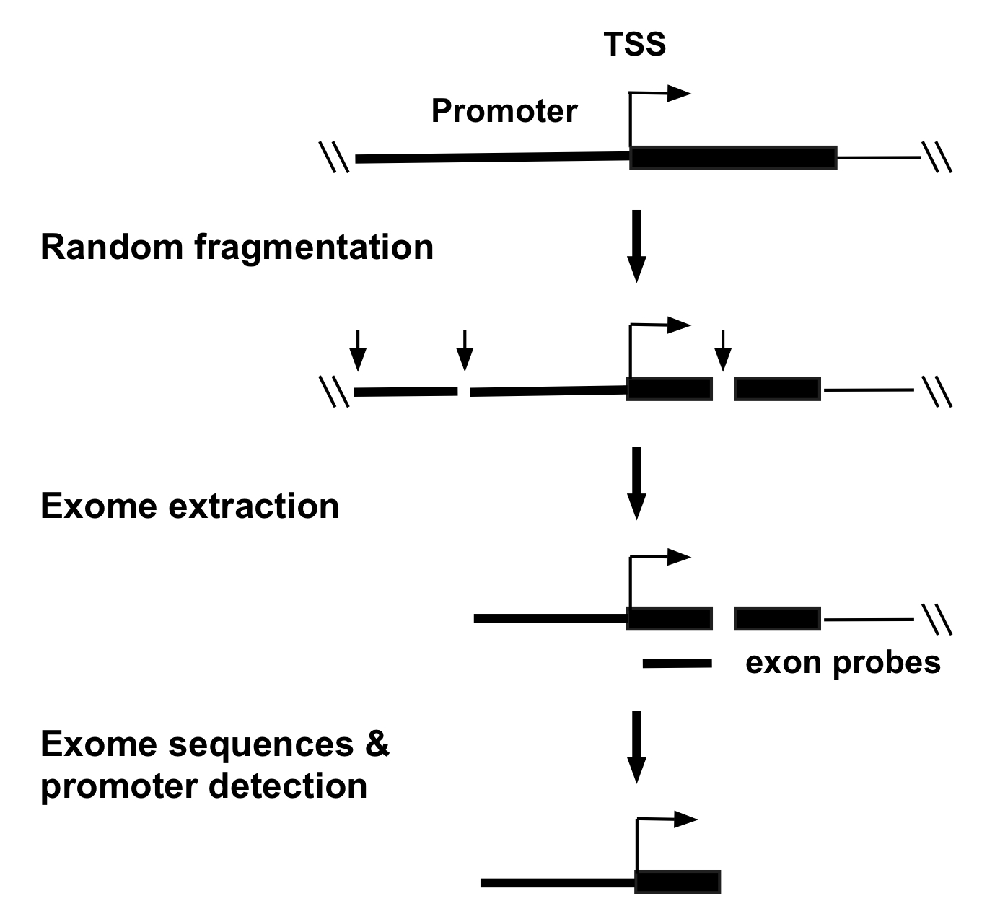 TSS
Promoter
Random fragmentation
Exome extraction
exon probes
Exome sequences &
promoter detection